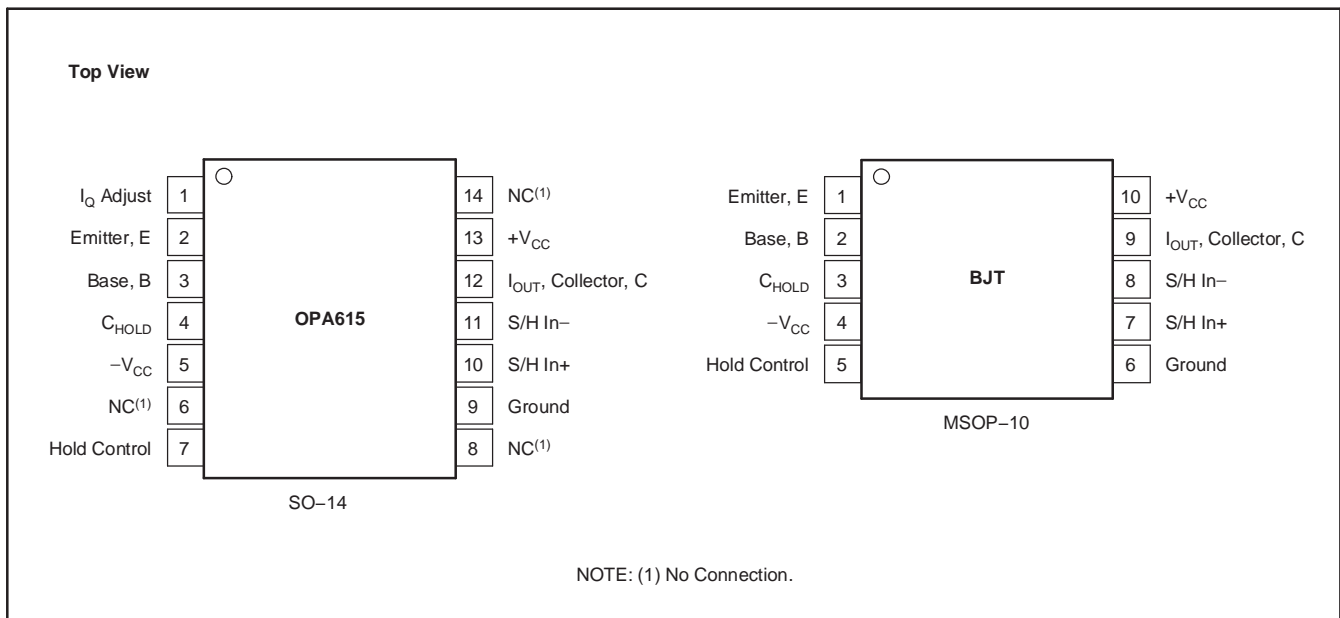 Top View
I_Q Adjust 1
Emitter, E 2
Base, B 3
C_HOLD 4
−V_CC 5
NC(1) 6
Hold Control 7
OPA615
14 NC(1)
13 +V_CC
12 I_OUT, Collector, C
11 S/H In−
10 S/H In+
9 Ground
8 NC(1)
SO−14
Emitter, E 1
Base, B 2
C_HOLD 3
−V_CC 4
Hold Control 5
BJT
10 +V_CC
9 I_OUT, Collector, C
8 S/H In−
7 S/H In+
6 Ground
MSOP−10
NOTE: (1) No Connection.